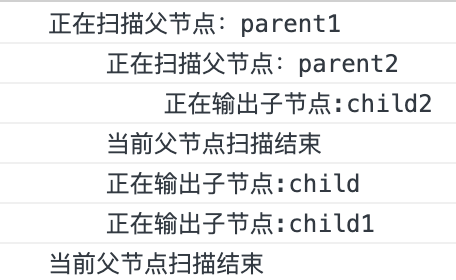 正在扫描父节点：parent1
正在扫描父节点：parent2
正在输出子节点:child2
当前父节点扫描结束
正在输出子节点:child
正在输出子节点:child1
当前父节点扫描结束